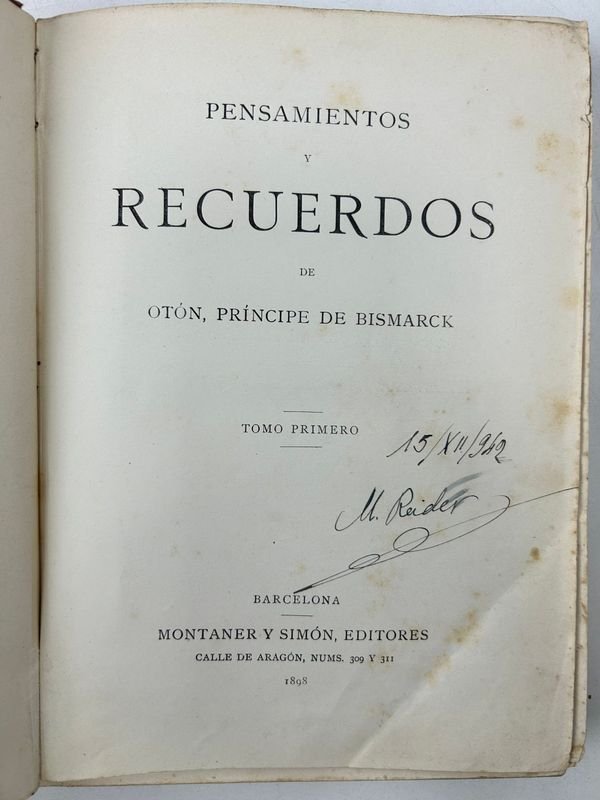 PENSAMIENTOS
Y
RECUERDOS
DE
OTÓN, PRÍNCIPE DE BISMARCK
TOMO PRIMERO
15/XII/942
M. Reider
BARCELONA
MONTANER Y SIMÓN, EDITORES
CALLE DE ARAGÓN, NUMS. 309 Y 311
1898